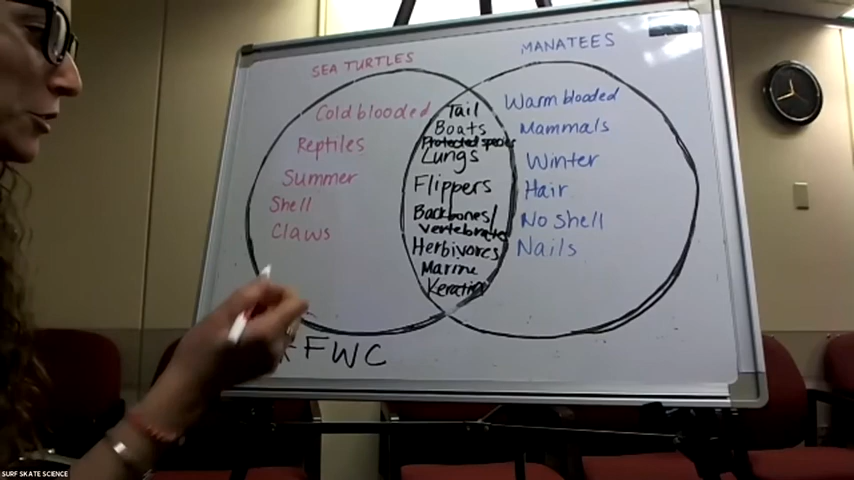 SEA TURTLES
MANATEES
Cold blooded
Reptiles
Summer
Shell
Claws
Tail
Boats
Protected species
Lungs
Flippers
Backbones/
vertebrates
Herbivores
Marine
Keratin
Warm blooded
Mammals
Winter
Hair
No Shell
Nails
FWC
SURF SKATE SCIENCE